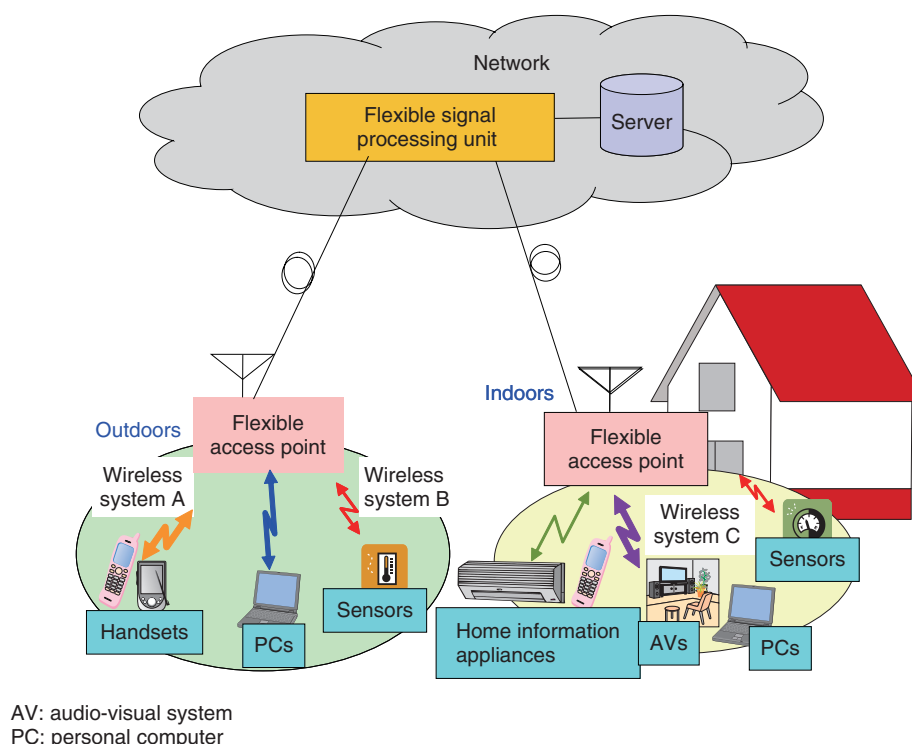 Network
Flexible signal
processing unit
Server
Indoors
Outdoors
Flexible
access point
Flexible
access point
Wireless
system A
Wireless
system B
Wireless
system C
Sensors
Handsets
PCs
Sensors
Home information
appliances
AVs
PCs
AV: audio-visual system
PC: personal computer